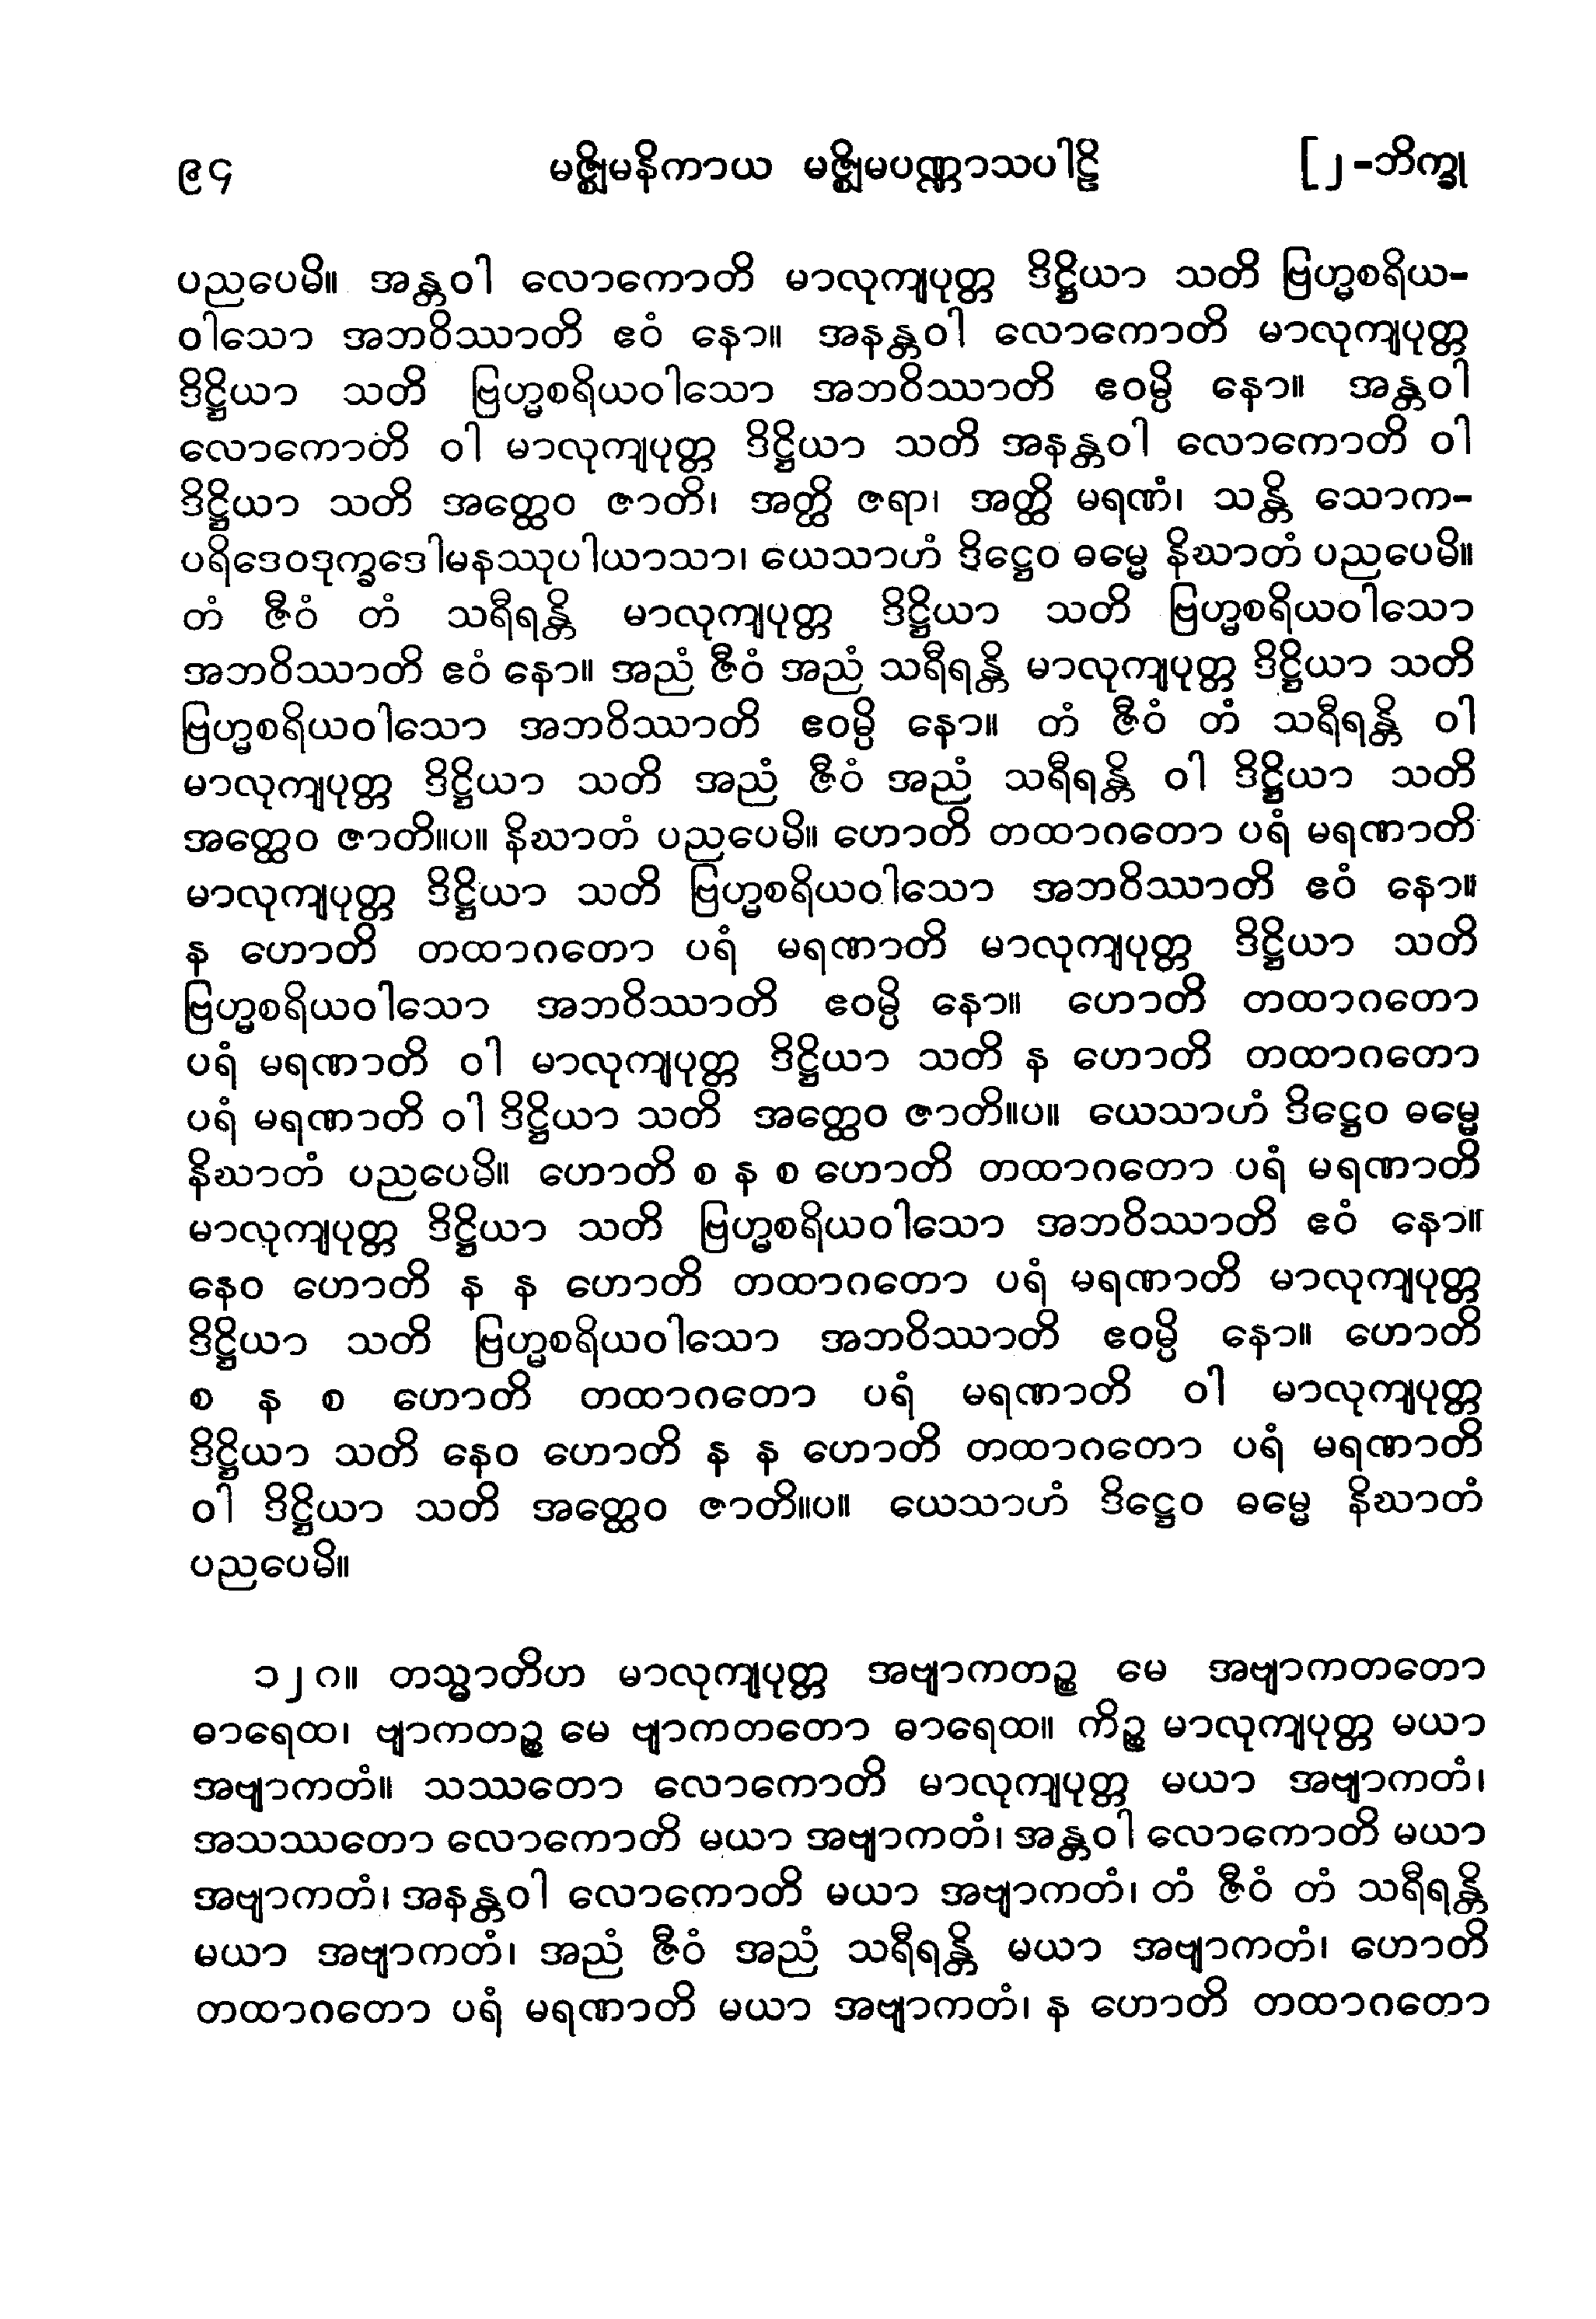 ၉၄ မဇ္ဈိမနိကာယ မဇ္ဈိမပဏ္ဏာသပါဠိ [၂-ဘိက္ခု
ပညပေမိ။ အန္တဝါ လောကောတိ မာလုကျပုတ္တ ဒိဋ္ဌိယာ သတိ ဗြဟ္မစရိယ-
ဝါသော အဘဝိဿာတိ ဧဝံ နော။ အနန္တဝါ လောကောတိ မာလုကျပုတ္တ
ဒိဋ္ဌိယာ သတိ ဗြဟ္မစရိယဝါသော အဘဝိဿာတိ ဧဝမ္ပိ နော။ အန္တဝါ
လောကောတိ ဝါ မာလုကျပုတ္တ ဒိဋ္ဌိယာ သတိ အနန္တဝါ လောကောတိ ဝါ
ဒိဋ္ဌိယာ သတိ အတ္ထေဝ ဇာတိ၊ အတ္ထိ ဇရာ၊ အတ္ထိ မရဏံ၊ သန္တိ သောက-
ပရိဒေဝဒုက္ခဒေါမနဿုပါယာသာ၊ ယေသာဟံ ဒိဋ္ဌေဝ ဓမ္မေ နိဃာတံ ပညပေမိ။
တံ ဇီဝံ တံ သရီရန္တိ မာလုကျပုတ္တ ဒိဋ္ဌိယာ သတိ ဗြဟ္မစရိယဝါသော
အဘဝိဿာတိ ဧဝံ နော။ အညံ ဇီဝံ အညံ သရီရန္တိ မာလုကျပုတ္တ ဒိဋ္ဌိယာ သတိ
ဗြဟ္မစရိယဝါသော အဘဝိဿာတိ ဧဝမ္ပိ နော။ တံ ဇီဝံ တံ သရီရန္တိ ဝါ
မာလုကျပုတ္တ ဒိဋ္ဌိယာ သတိ အညံ ဇီဝံ အညံ သရီရန္တိ ဝါ ဒိဋ္ဌိယာ သတိ
အတ္ထေဝ ဇာတိ။ပ။ နိဃာတံ ပညပေမိ။ ဟောတိ တထာဂတော ပရံ မရဏာတိ
မာလုကျပုတ္တ ဒိဋ္ဌိယာ သတိ ဗြဟ္မစရိယဝါသော အဘဝိဿာတိ ဧဝံ နော။
န ဟောတိ တထာဂတော ပရံ မရဏာတိ မာလုကျပုတ္တ ဒိဋ္ဌိယာ သတိ
ဗြဟ္မစရိယဝါသော အဘဝိဿာတိ ဧဝမ္ပိ နော။ ဟောတိ တထာဂတော
ပရံ မရဏာတိ ဝါ မာလုကျပုတ္တ ဒိဋ္ဌိယာ သတိ န ဟောတိ တထာဂတော
ပရံ မရဏာတိ ဝါ ဒိဋ္ဌိယာ သတိ အတ္ထေဝ ဇာတိ။ပ။ ယေသာဟံ ဒိဋ္ဌေဝ ဓမ္မေ
နိဃာတံ ပညပေမိ။ ဟောတိ စ န စ ဟောတိ တထာဂတော ပရံ မရဏာတိ
မာလုကျပုတ္တ ဒိဋ္ဌိယာ သတိ ဗြဟ္မစရိယဝါသော အဘဝိဿာတိ ဧဝံ နော။
နေဝ ဟောတိ န န ဟောတိ တထာဂတော ပရံ မရဏာတိ မာလုကျပုတ္တ
ဒိဋ္ဌိယာ သတိ ဗြဟ္မစရိယဝါသော အဘဝိဿာတိ ဧဝမ္ပိ နော။ ဟောတိ
စ န စ ဟောတိ တထာဂတော ပရံ မရဏာတိ ဝါ မာလုကျပုတ္တ
ဒိဋ္ဌိယာ သတိ နေဝ ဟောတိ န န ဟောတိ တထာဂတော ပရံ မရဏာတိ
ဝါ ဒိဋ္ဌိယာ သတိ အတ္ထေဝ ဇာတိ။ပ။ ယေသာဟံ ဒိဋ္ဌေဝ ဓမ္မေ နိဃာတံ
ပညပေမိ။
၁၂၈။ တသ္မာတိဟ မာလုကျပုတ္တ အဗျာကတဉ္စ မေ အဗျာကတတော
ဓာရေထ၊ ဗျာကတဉ္စ မေ ဗျာကတတော ဓာရေထ။ ကိဉ္စ မာလုကျပုတ္တ မယာ
အဗျာကတံ။ သဿတော လောကောတိ မာလုကျပုတ္တ မယာ အဗျာကတံ၊
အသဿတော လောကောတိ မယာ အဗျာကတံ၊ အန္တဝါ လောကောတိ မယာ
အဗျာကတံ၊ အနန္တဝါ လောကောတိ မယာ အဗျာကတံ၊ တံ ဇီဝံ တံ သရီရန္တိ
မယာ အဗျာကတံ၊ အညံ ဇီဝံ အညံ သရီရန္တိ မယာ အဗျာကတံ၊ ဟောတိ
တထာဂတော ပရံ မရဏာတိ မယာ အဗျာကတံ၊ န ဟောတိ တထာဂတော